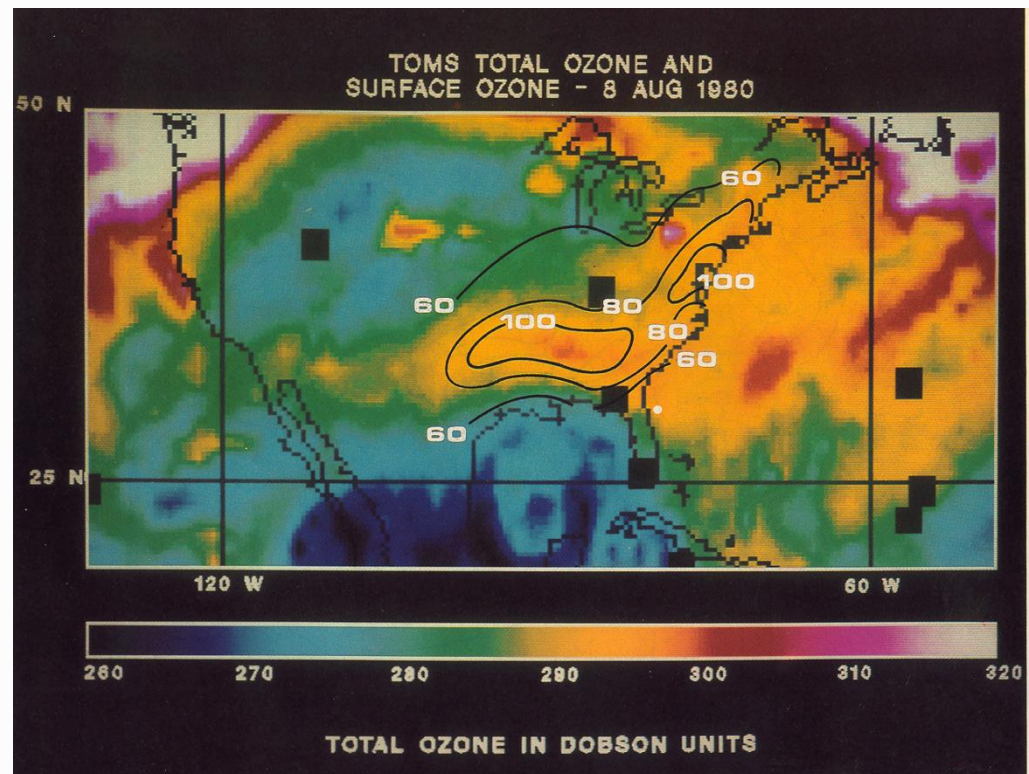 TOMS TOTAL OZONE AND
SURFACE OZONE - 8 AUG 1980
50 N
60
100
60
80
100
80
60
60
25 N
120 W
60 W
260 270 280 290 300 310 320
TOTAL OZONE IN DOBSON UNITS